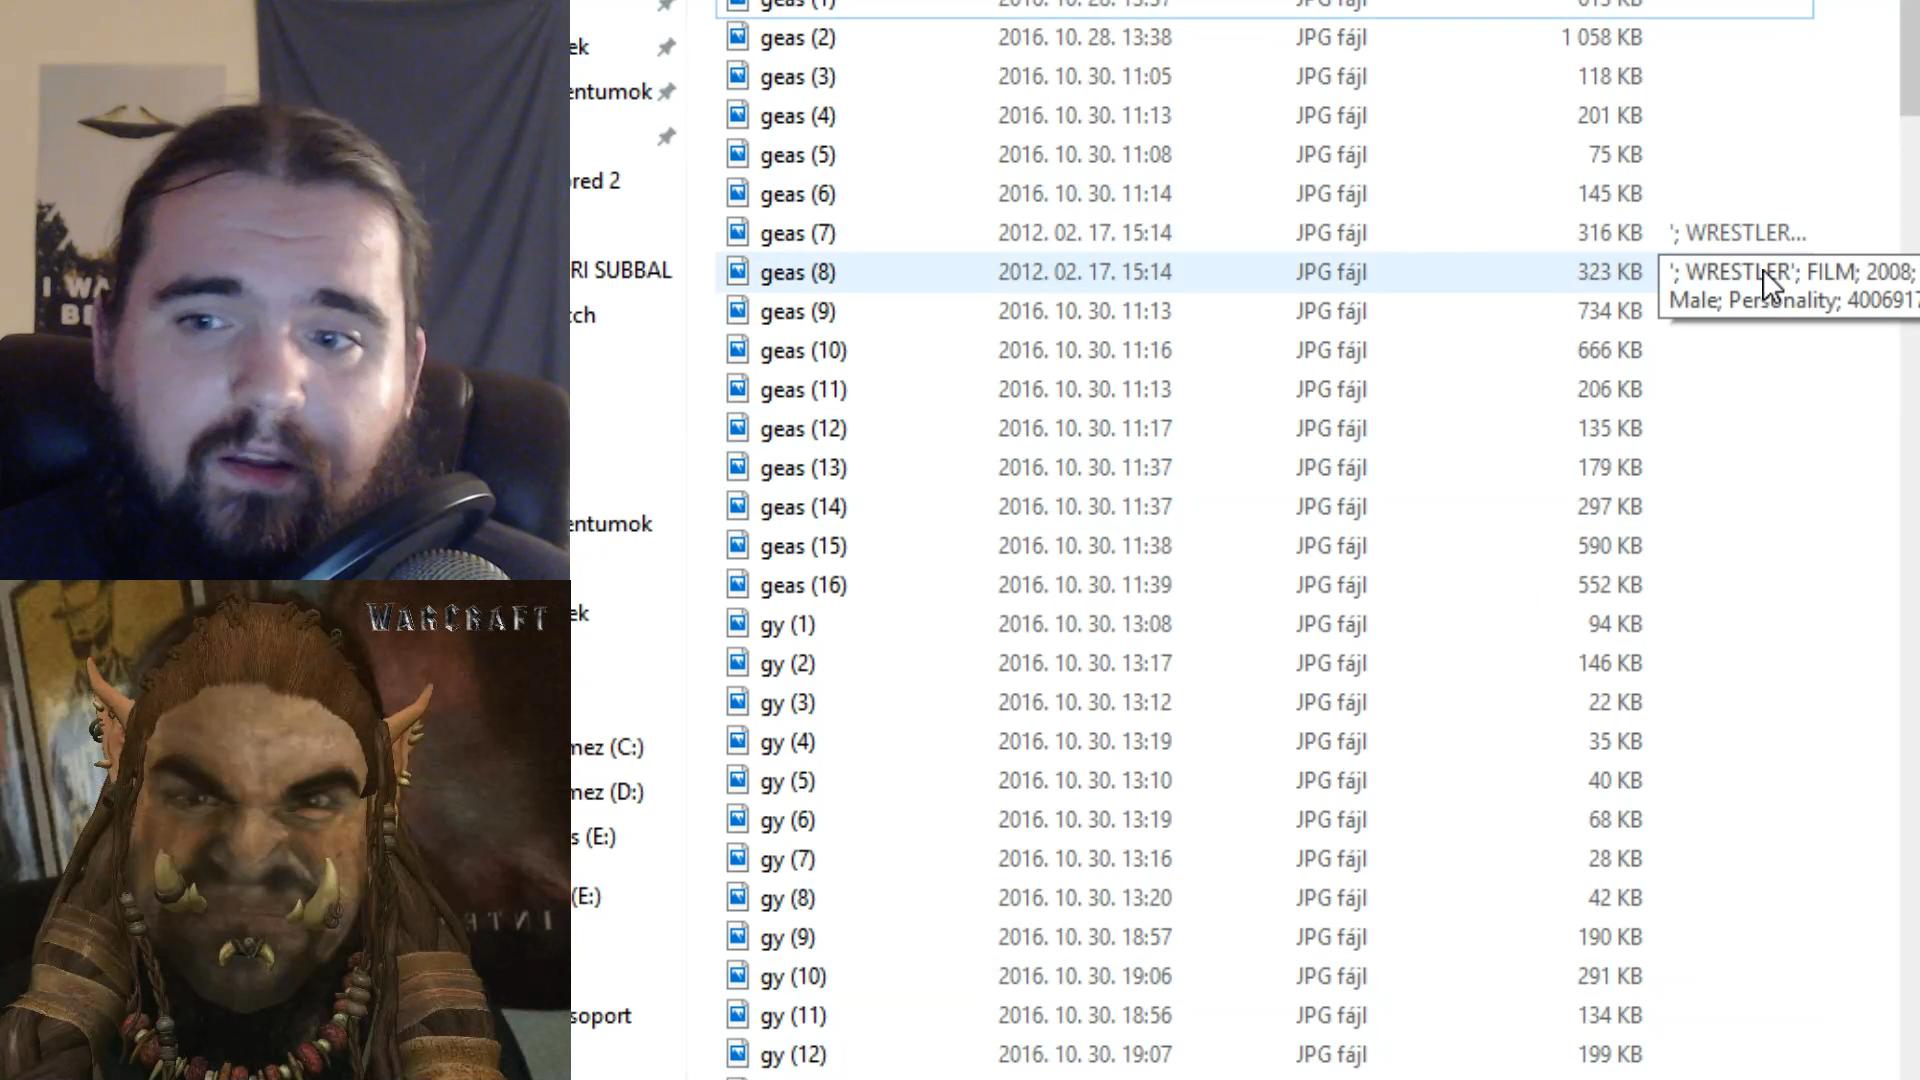 geas (1) 2016. 10. 28. 13:37 JPG fájl 615 KB
geas (2) 2016. 10. 28. 13:38 JPG fájl 1 058 KB
ek
geas (3) 2016. 10. 30. 11:05 JPG fájl 118 KB
entumok
geas (4) 2016. 10. 30. 11:13 JPG fájl 201 KB
geas (5) 2016. 10. 30. 11:08 JPG fájl 75 KB
ored 2
geas (6) 2016. 10. 30. 11:14 JPG fájl 145 KB
geas (7) 2012. 02. 17. 15:14 JPG fájl 316 KB '; WRESTLER...
RI SUBBAL
geas (8) 2012. 02. 17. 15:14 JPG fájl 323 KB
'; WRESTLER'; FILM; 2008;
Male; Personality; 4006917
I WA
BE
tch
geas (9) 2016. 10. 30. 11:13 JPG fájl 734 KB
geas (10) 2016. 10. 30. 11:16 JPG fájl 666 KB
geas (11) 2016. 10. 30. 11:13 JPG fájl 206 KB
geas (12) 2016. 10. 30. 11:17 JPG fájl 135 KB
geas (13) 2016. 10. 30. 11:37 JPG fájl 179 KB
geas (14) 2016. 10. 30. 11:37 JPG fájl 297 KB
entumok
geas (15) 2016. 10. 30. 11:38 JPG fájl 590 KB
geas (16) 2016. 10. 30. 11:39 JPG fájl 552 KB
WARCRAFT
ek
gy (1) 2016. 10. 30. 13:08 JPG fájl 94 KB
gy (2) 2016. 10. 30. 13:17 JPG fájl 146 KB
gy (3) 2016. 10. 30. 13:12 JPG fájl 22 KB
mez (C:)
gy (4) 2016. 10. 30. 13:19 JPG fájl 35 KB
mez (D:)
gy (5) 2016. 10. 30. 13:10 JPG fájl 40 KB
s (E:)
gy (6) 2016. 10. 30. 13:19 JPG fájl 68 KB
gy (7) 2016. 10. 30. 13:16 JPG fájl 28 KB
(E:)
gy (8) 2016. 10. 30. 13:20 JPG fájl 42 KB
gy (9) 2016. 10. 30. 18:57 JPG fájl 190 KB
gy (10) 2016. 10. 30. 19:06 JPG fájl 291 KB
soport
gy (11) 2016. 10. 30. 18:56 JPG fájl 134 KB
gy (12) 2016. 10. 30. 19:07 JPG fájl 199 KB